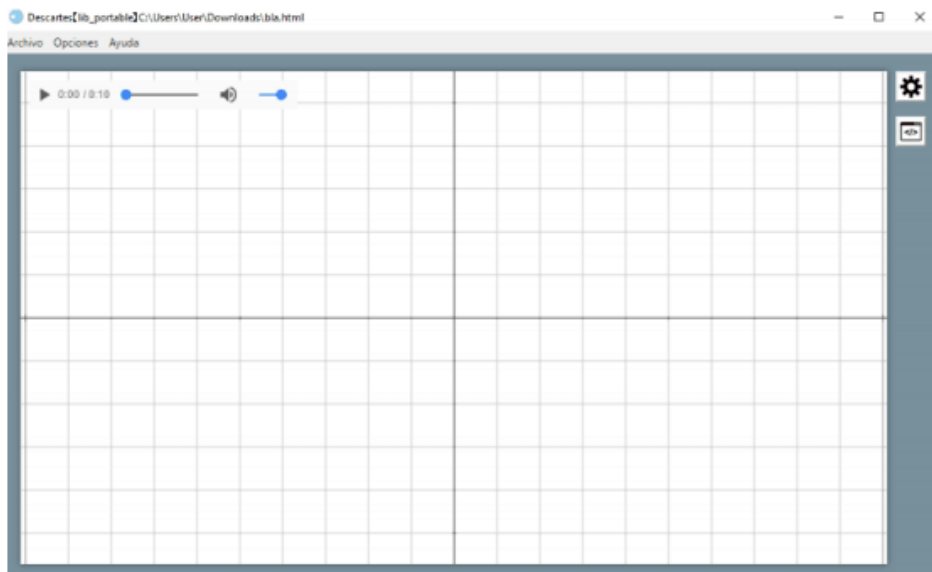 Descartes【lib_portable】C:\Users\User\Downloads\bla.html
Archivo Opciones Ayuda
0:00 / 0:10
</>